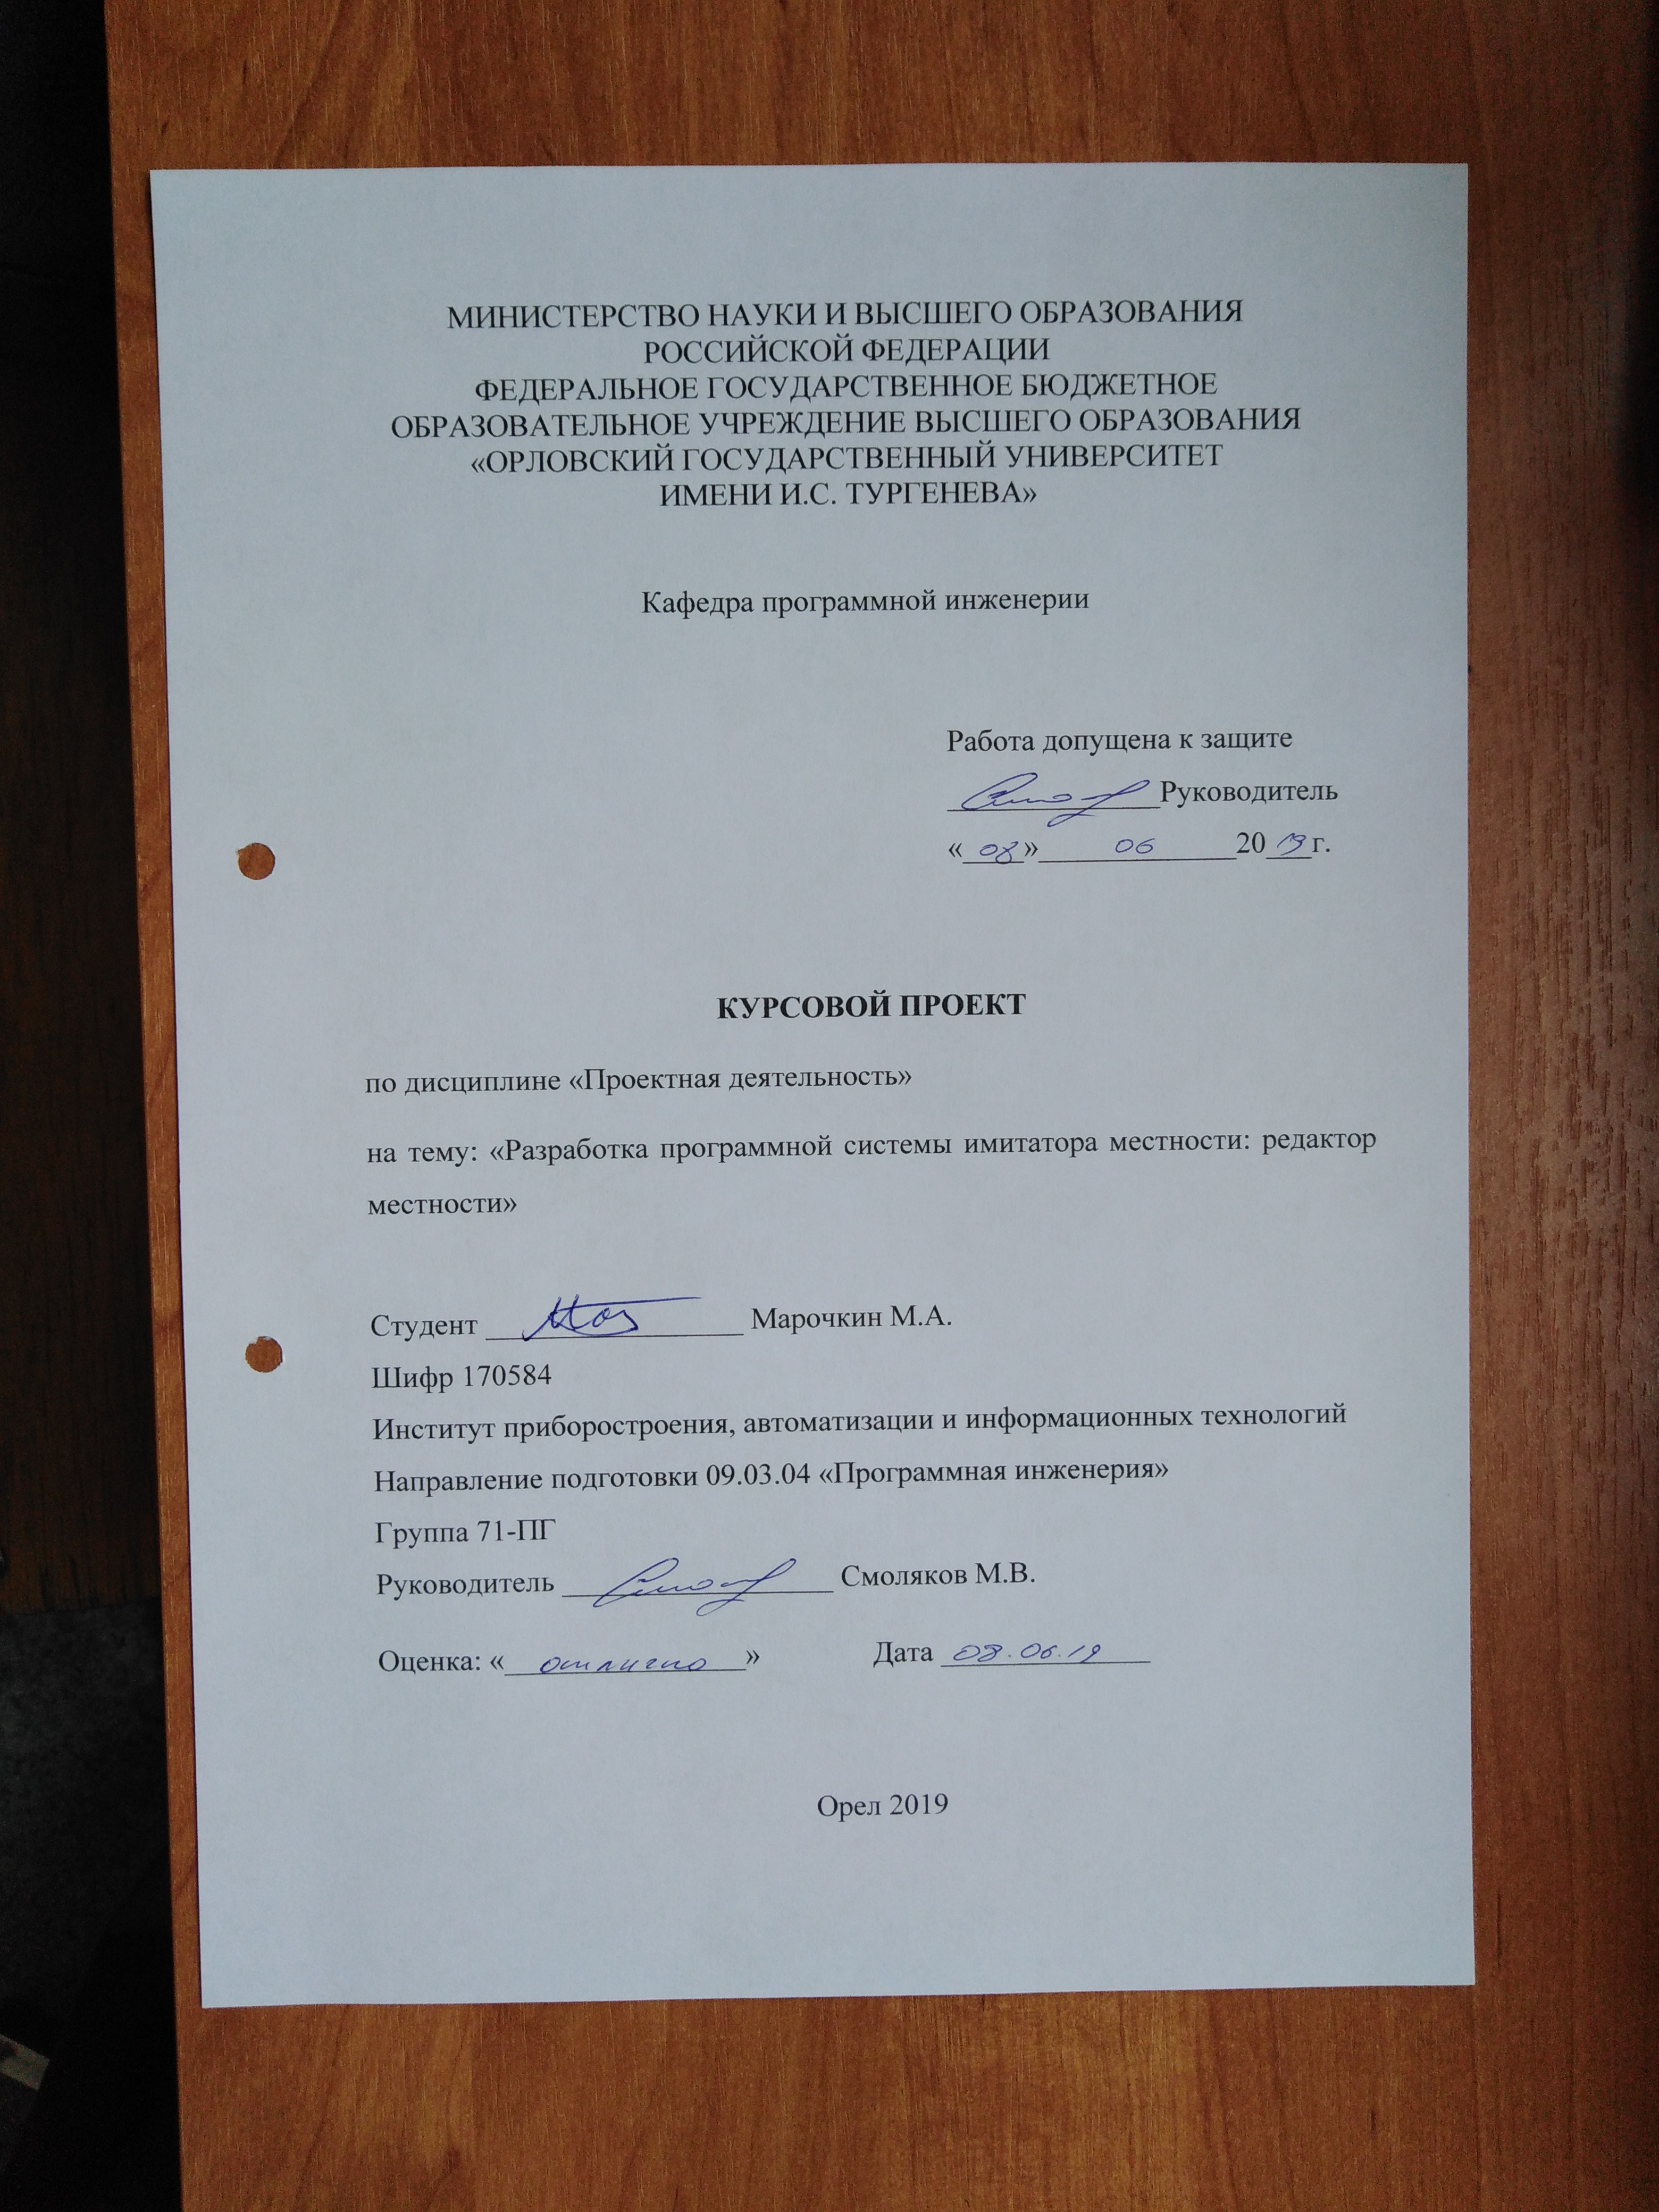 МИНИСТЕРСТВО НАУКИ И ВЫСШЕГО ОБРАЗОВАНИЯ
РОССИЙСКОЙ ФЕДЕРАЦИИ
ФЕДЕРАЛЬНОЕ ГОСУДАРСТВЕННОЕ БЮДЖЕТНОЕ
ОБРАЗОВАТЕЛЬНОЕ УЧРЕЖДЕНИЕ ВЫСШЕГО ОБРАЗОВАНИЯ
«ОРЛОВСКИЙ ГОСУДАРСТВЕННЫЙ УНИВЕРСИТЕТ
ИМЕНИ И.С. ТУРГЕНЕВА»
Кафедра программной инженерии
Работа допущена к защите
Руководитель
«08» 06 2019г.
КУРСОВОЙ ПРОЕКТ
по дисциплине «Проектная деятельность»
на тему: «Разработка программной системы имитатора местности: редактор
местности»
Студент Марочкин М.А.
Шифр 170584
Институт приборостроения, автоматизации и информационных технологий
Направление подготовки 09.03.04 «Программная инженерия»
Группа 71-ПГ
Руководитель Смоляков М.В.
Оценка: «отлично» Дата 08.06.19
Орел 2019